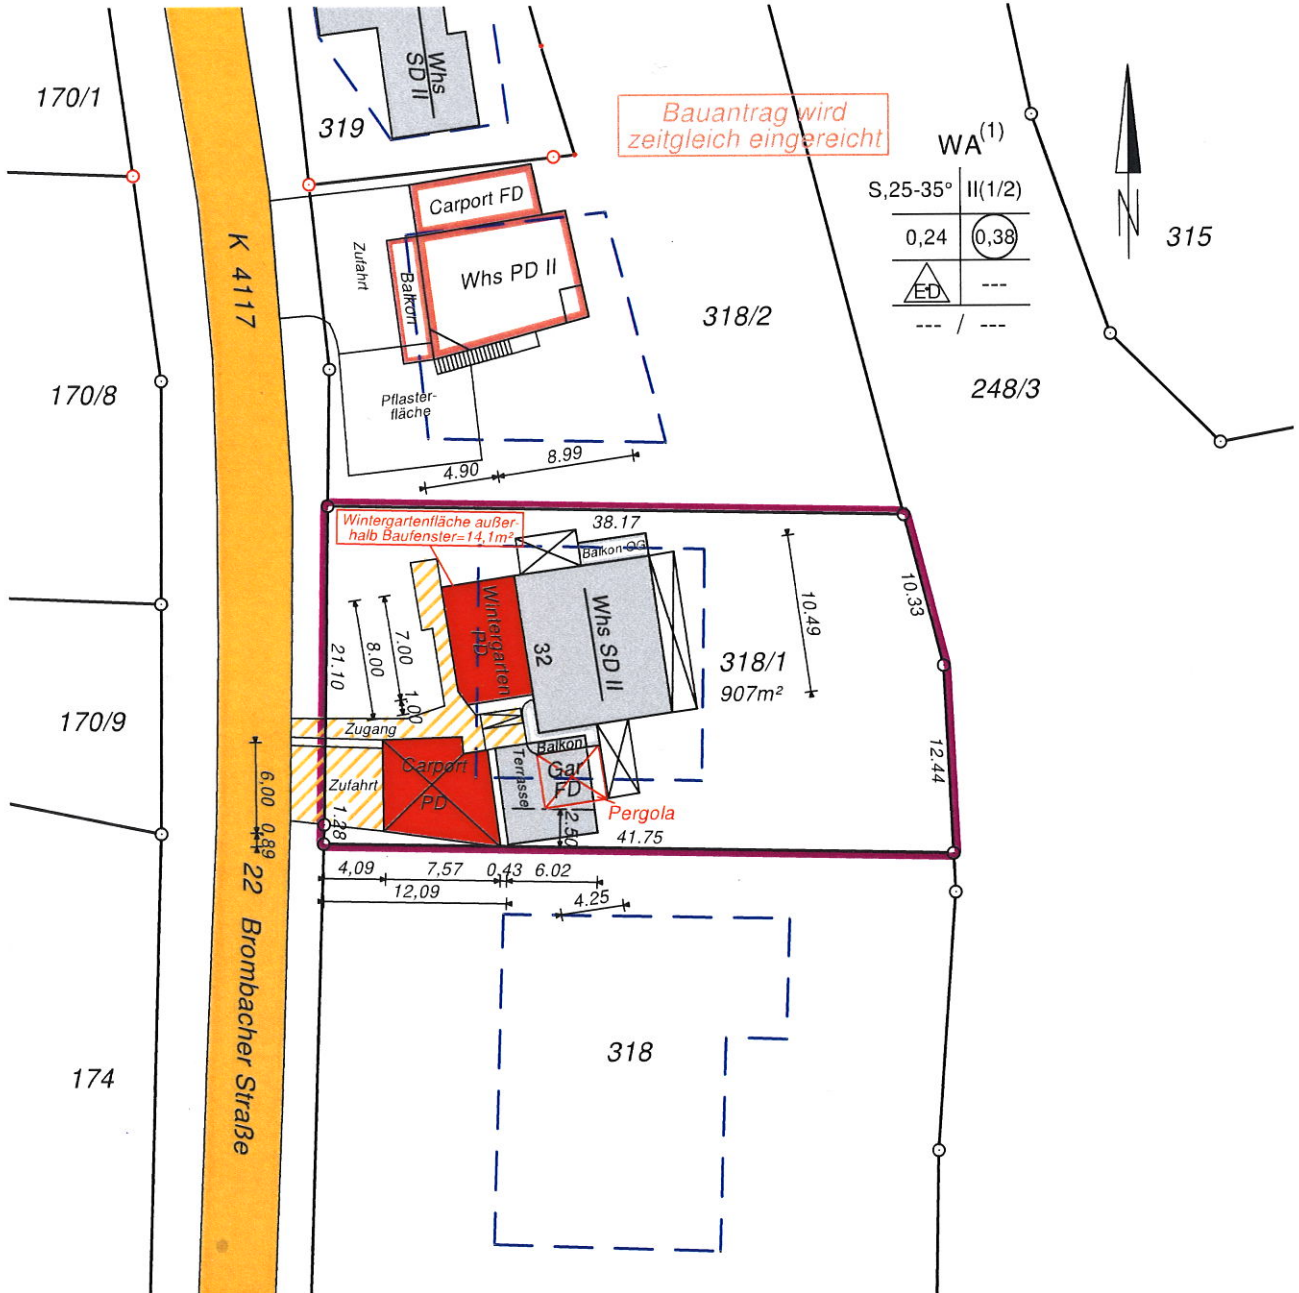 170/1
319
Whs
SD II
Bauantrag wird
zeitgleich eingereicht
WA(1)
S,25-35° II(1/2)
0,24 0,38
ED ---
--- / ---
N
315
K 4117
Carport FD
Zufahrt
Balkon
Whs PD II
318/2
248/3
170/8
Pflaster-
fläche
4.90 8.99
Wintergartenfläche außer-
halb Baufenster=14,1m²
38.17
Balkon OG
10.33
10.49
Wintergarten
PD
32
Whs SD II
7.00
8.00
1.00
21.10
318/1
907m²
170/9
Zugang
12.44
Carport
PD
Zufahrt
Terrasse
Balkon
Gar
FD
Pergola
6.00
0.89
1.28
2.50
41.75
4,09 7,57 0,43 6.02
12,09
4.25
22 Brombacher Straße
318
174